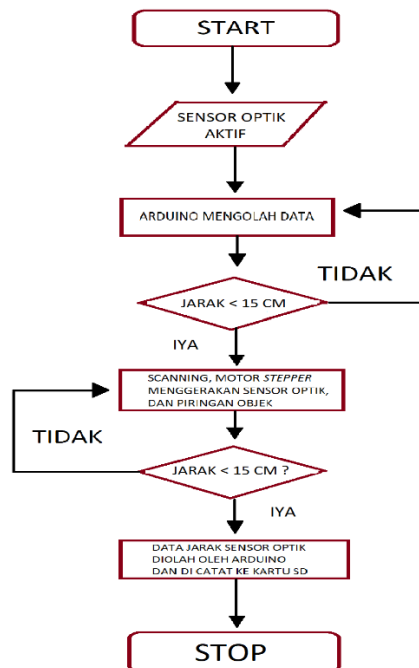 START
SENSOR OPTIK
AKTIF
ARDUINO MENGOLAH DATA
TIDAK
JARAK < 15 CM
IYA
SCANNING, MOTOR STEPPER
MENGGERAKAN SENSOR OPTIK,
DAN PIRINGAN OBJEK
TIDAK
JARAK < 15 CM ?
IYA
DATA JARAK SENSOR OPTIK
DIOLAH OLEH ARDUINO
DAN DI CATAT KE KARTU SD
STOP